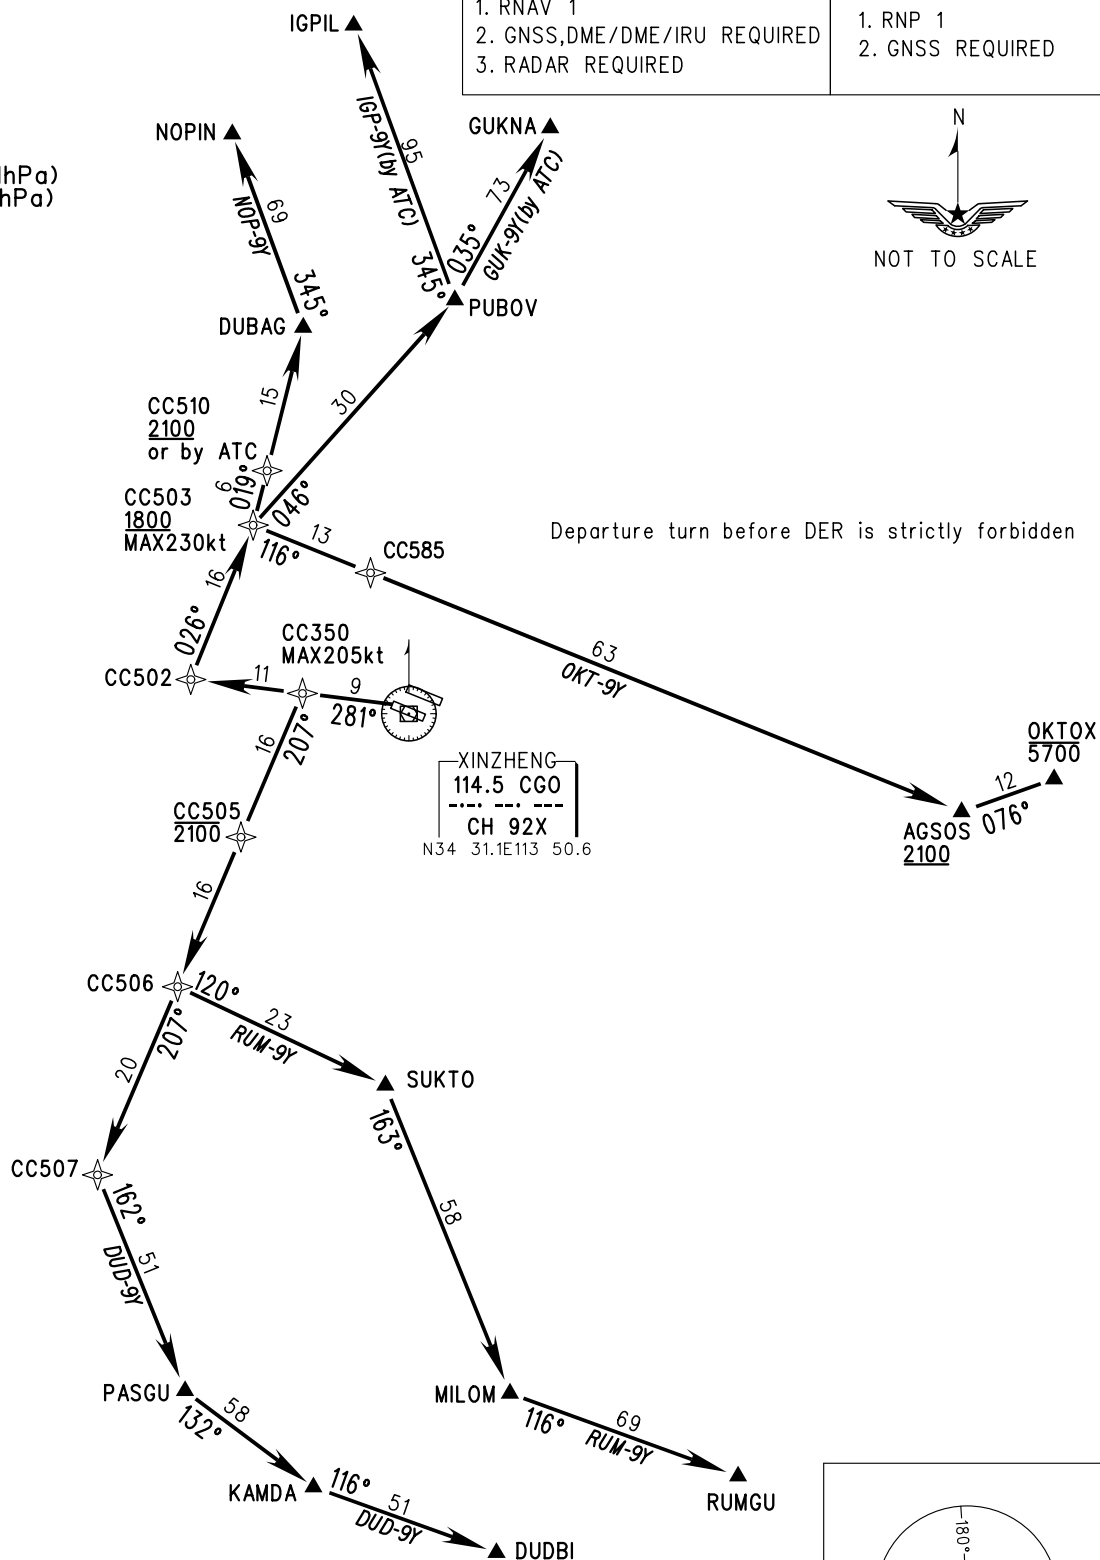 1. RNAV 1
2. GNSS,DME/DME/IRU REQUIRED
3. RADAR REQUIRED
1. RNP 1
2. GNSS REQUIRED
IGPIL
NOPIN
GUKNA
hPa)
hPa)
N
NOT TO SCALE
IGP-9Y(by ATC)
95
73
GUK-9Y(by ATC)
69
NOP-9Y
345°
035°
345°
PUBOV
DUBAG
15
30
CC510
2100
or by ATC
6
019°
046°
CC503
1800
MAX230kt
116°
13
CC585
Departure turn before DER is strictly forbidden
16
026°
CC350
MAX205kt
CC502
11
9
281°
63
OKT-9Y
16
207°
XINZHENG
114.5 CGO
-·-· --· ---
CH 92X
N34 31.1E113 50.6
OKTOX
5700
12
076°
AGSOS
2100
CC505
2100
16
CC506
120°
207°
23
RUM-9Y
20
SUKTO
163°
CC507
162°
51
DUD-9Y
58
PASGU
132°
58
MILOM
116°
69
RUM-9Y
KAMDA
116°
51
DUD-9Y
RUMGU
DUDBI
180°